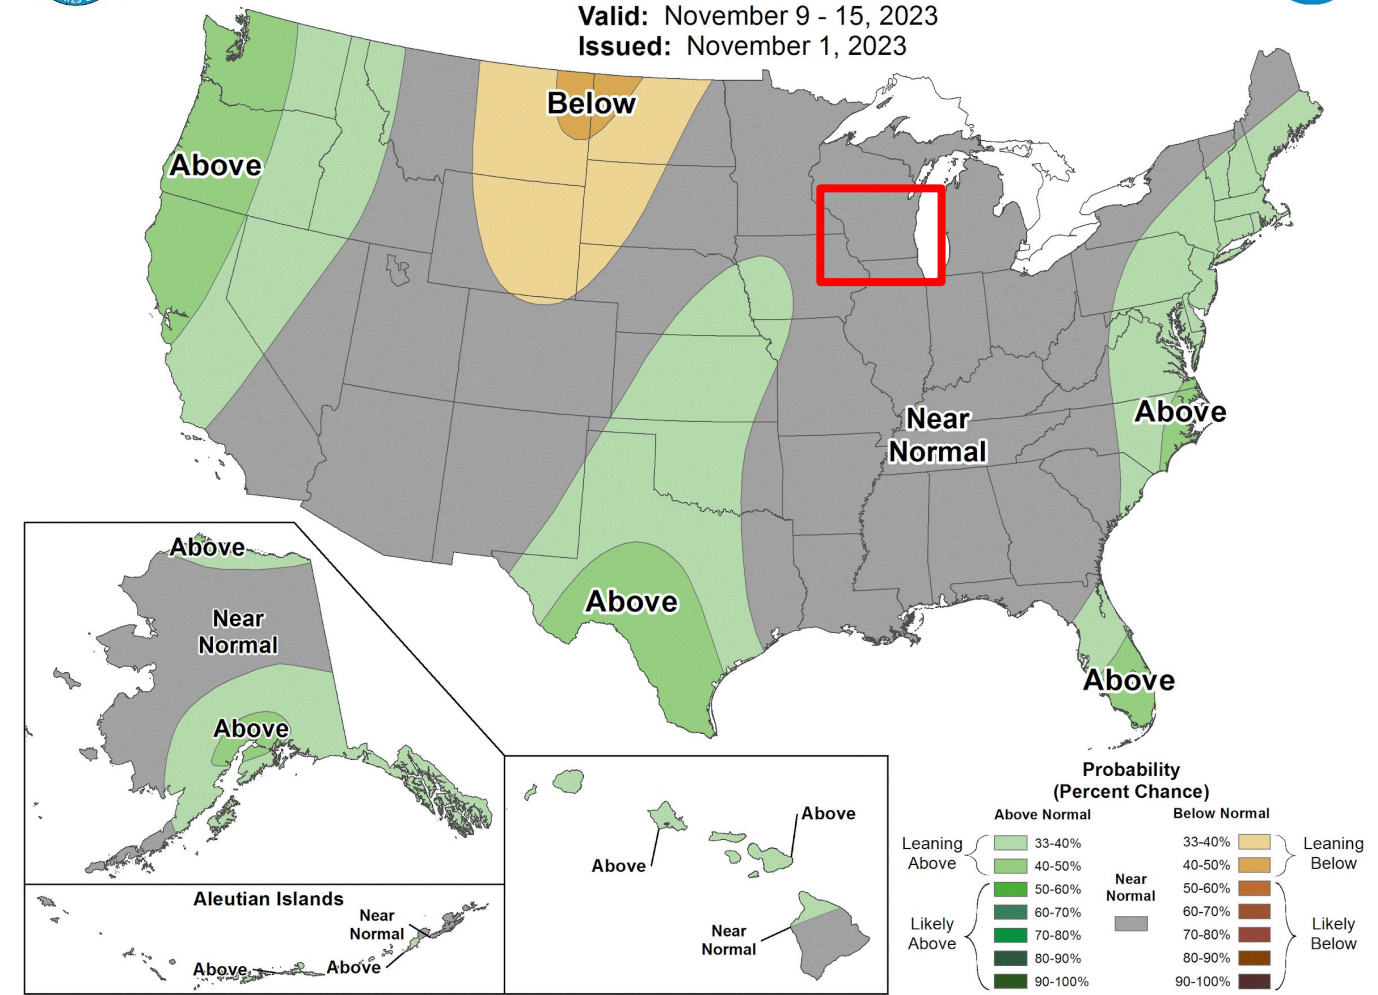 Valid: November 9 - 15, 2023
Issued: November 1, 2023
Below
Above
Above
Near
Normal
Above
Above
Above
Near
Normal
Above
Aleutian Islands
Near
Normal
Above
Above
Above
Above
Near
Normal
Probability
(Percent Chance)
Above Normal
Below Normal
Leaning
Above
33-40%
40-50%
Likely
Above
50-60%
60-70%
70-80%
80-90%
90-100%
Near
Normal
33-40%
40-50%
Leaning
Below
50-60%
60-70%
70-80%
80-90%
90-100%
Likely
Below